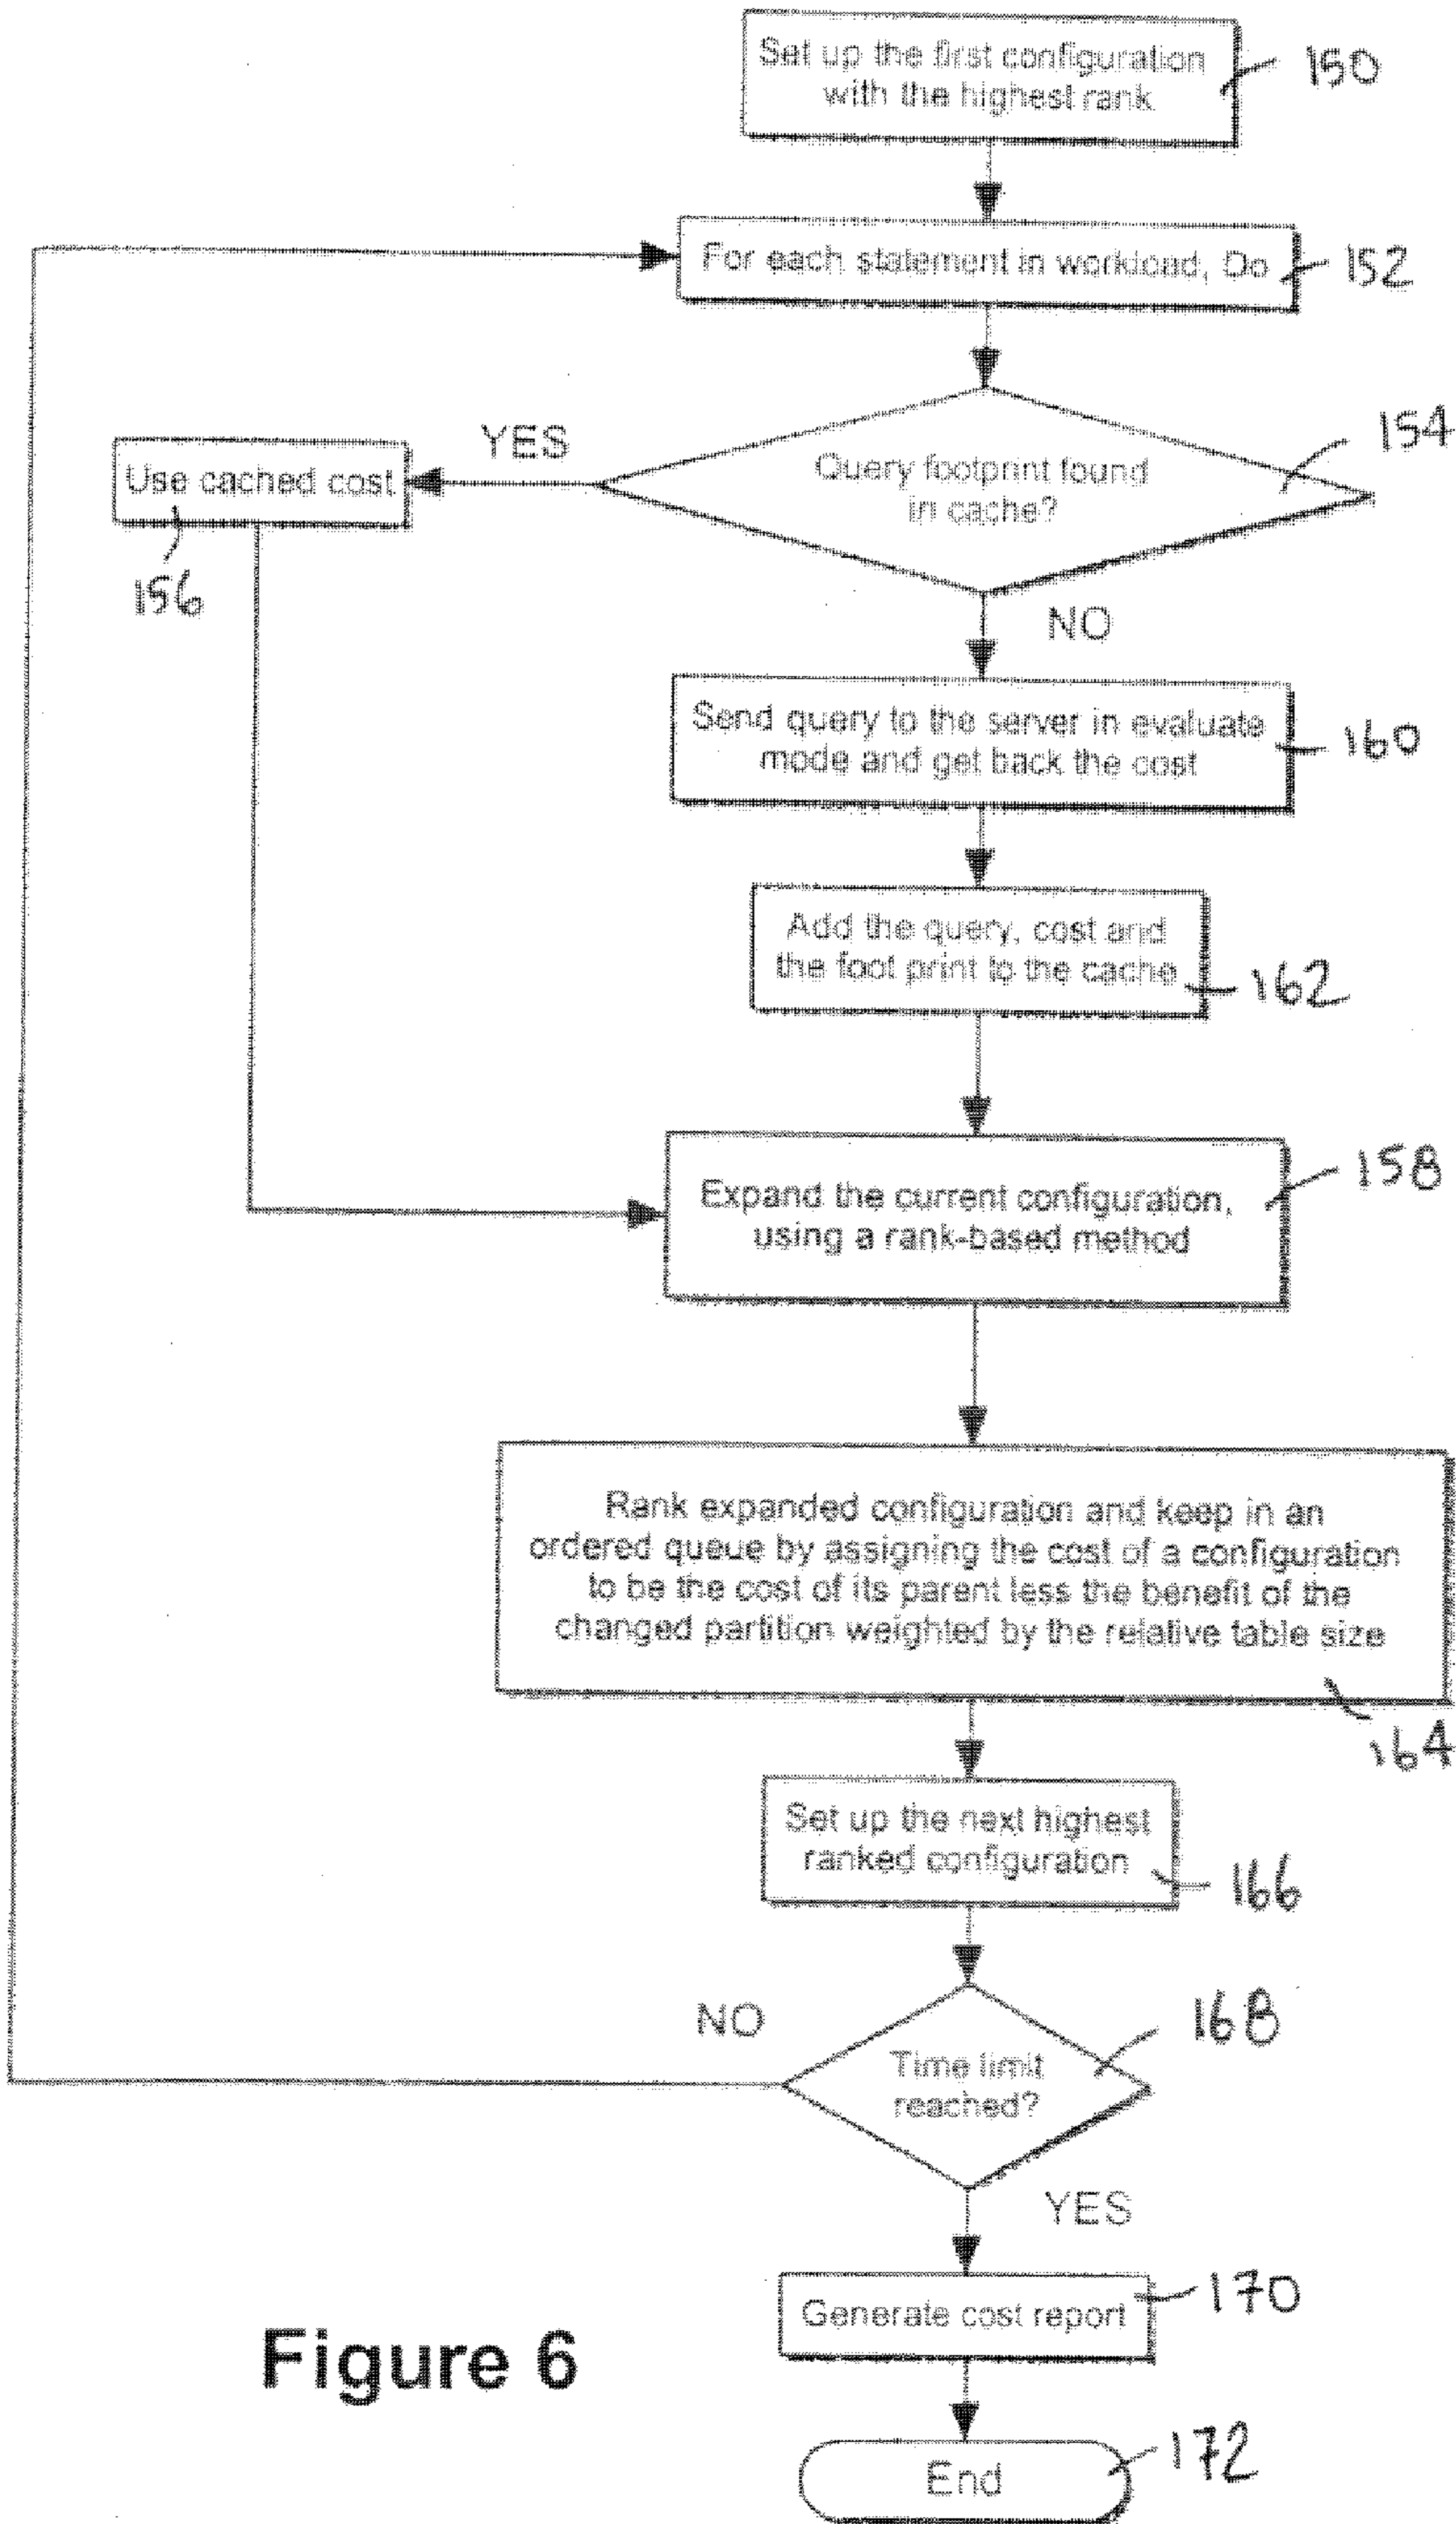 Set up the first configuration
with the highest rank
150
For each statement in workload, Do
152
Query footprint found
in cache?
154
YES
Use cached cost
156
NO
Send query to the server in evaluate
mode and get back the cost
160
Add the query, cost and
the foot print to the cache
162
Expand the current configuration,
using a rank-based method
158
Rank expanded configuration and keep in an
ordered queue by assigning the cost of a configuration
to be the cost of its parent less the benefit of the
changed partition weighted by the relative table size
164
Set up the next highest
ranked configuration
166
NO
Time limit
reached?
168
YES
Generate cost report
170
Figure 6
End
172